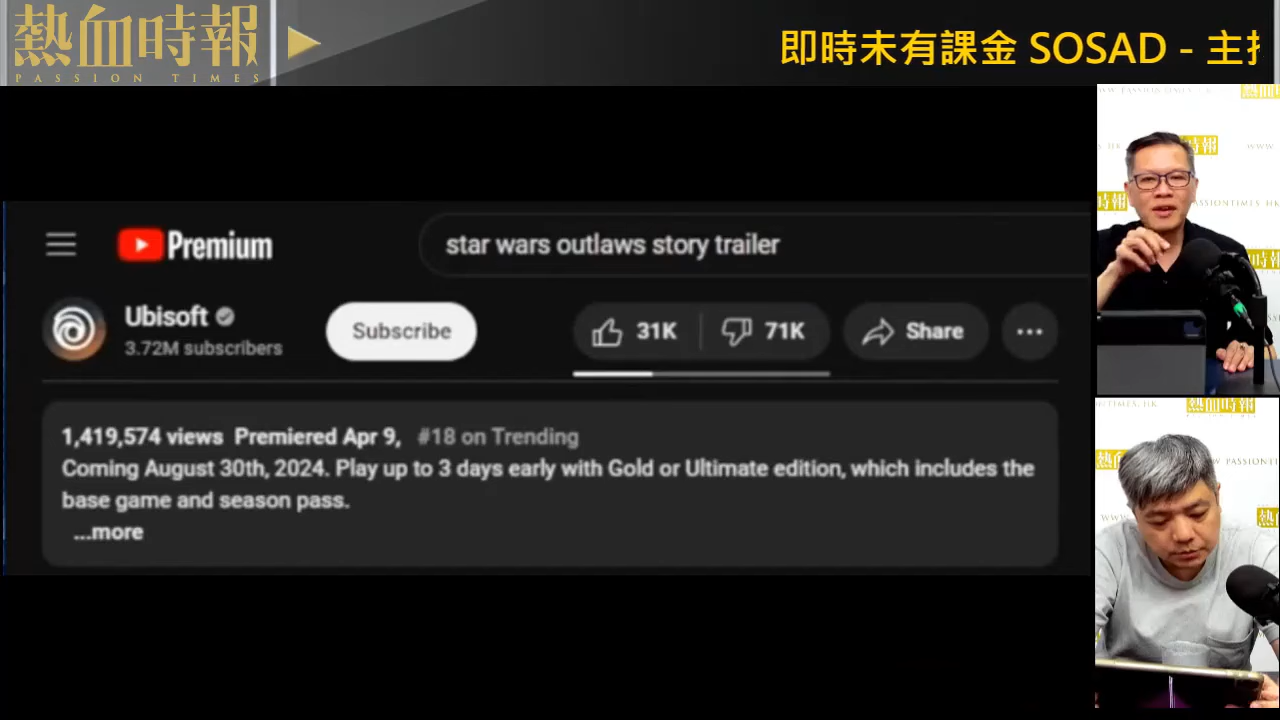 熱血時報
PASSION TIMES
即時未有課金 SOSAD - 主
Premium
star wars outlaws story trailer
Ubisoft
3.72M subscribers
Subscribe
31K
71K
Share
1,419,574 views Premiered Apr 9, #18 on Trending
Coming August 30th, 2024. Play up to 3 days early with Gold or Ultimate edition, which includes the
base game and season pass.
...more